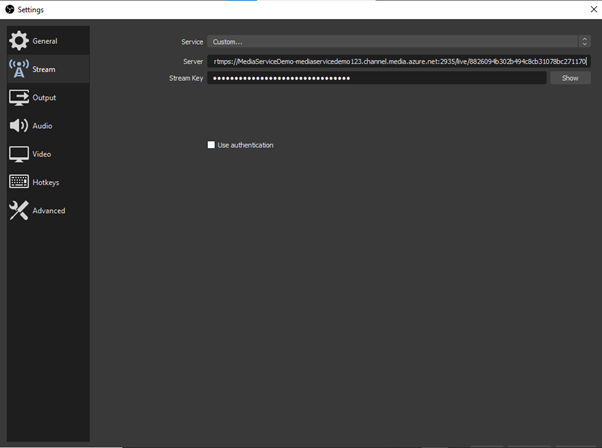 Settings
General
Stream
Output
Audio
Video
Hotkeys
Advanced
Service Custom...
Server rtmps://MediaServiceDemo-mediaservicedemo123.channel.media.azure.net:2935/live/8826094b302b494c8cb31078bc271170
Stream Key ●●●●●●●●●●●●●●●●●●●●●●●●●●●●●●●● Show
Use authentication